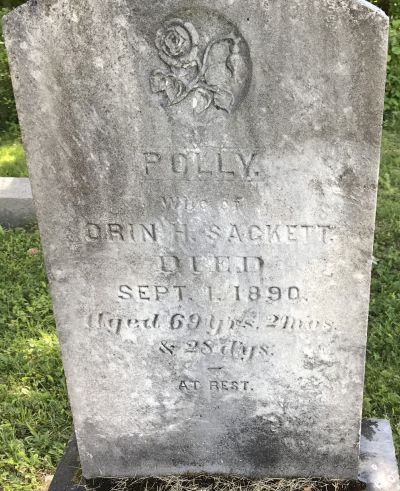 POLLY.
Wife of
ORIN H. SACKETT.
DIED
SEPT. 1. 1890.
Aged 69 yrs. 2 mos.
& 28 dys.
AT REST.